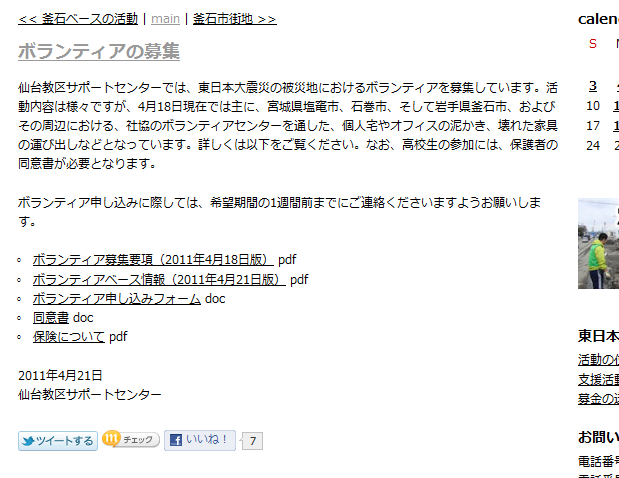 << 釜石ベースの活動 | main | 釜石市街地 >>
ボランティアの募集
仙台教区サポートセンターでは、東日本大震災の被災地におけるボランティアを募集しています。活
動内容は様々ですが、4月18日現在では主に、宮城県塩竈市、石巻市、そして岩手県釜石市、および
その周辺における、社協のボランティアセンターを通した、個人宅やオフィスの泥かき、壊れた家具
の運び出しなどとなっています。詳しくは以下をご覧ください。なお、高校生の参加には、保護者の
同意書が必要となります。
ボランティア申し込みに際しては、希望期間の1週間前までにご連絡くださいますようお願いしま
す。
ボランティア募集要項（2011年4月18日版） pdf
ボランティアベース情報（2011年4月21日版） pdf
ボランティア申し込みフォーム doc
同意書 doc
保険について pdf
2011年4月21日
仙台教区サポートセンター
ツイートする チェック いいね！ 7
calen
S
3
10 1
17 1
24 2
東日本
活動の
支援活動
募金の
お問い
電話番号